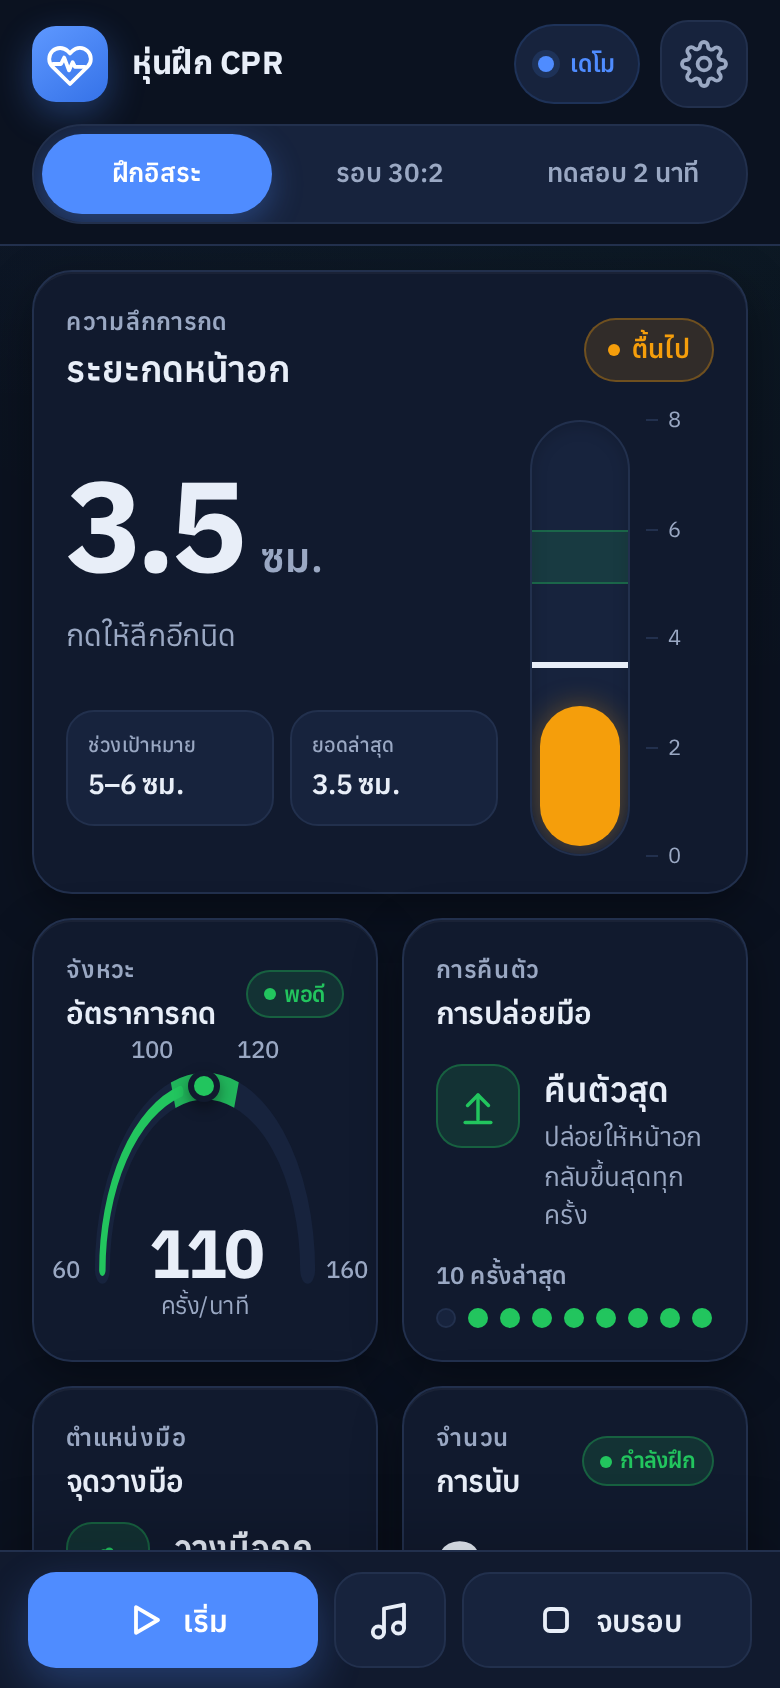 หุ่นฝึก CPR
เดโม
ฝึกอิสระ
รอบ 30:2
ทดสอบ 2 นาที
ความลึกการกด
ระยะกดหน้าอก
ตื้นไป
3.5 ซม.
กดให้ลึกอีกนิด
ช่วงเป้าหมาย
5–6 ซม.
ยอดล่าสุด
3.5 ซม.
8
6
4
2
0
จังหวะ
อัตราการกด
พอดี
100
120
60
160
110
ครั้ง/นาที
การคืนตัว
การปล่อยมือ
คืนตัวสุด
ปล่อยให้หน้าอก
กลับขึ้นสุดทุก
ครั้ง
10 ครั้งล่าสุด
ตำแหน่งมือ
จุดวางมือ
จำนวน
การนับ
กำลังฝึก
เริ่ม
จบรอบ